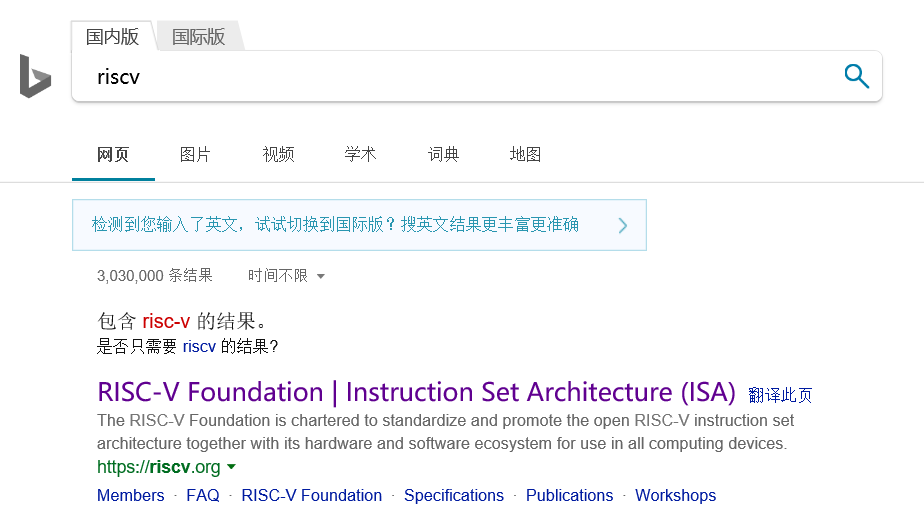 国内版 国际版
riscv
网页 图片 视频 学术 词典 地图
检测到您输入了英文，试试切换到国际版？搜英文结果更丰富更准确
3,030,000 条结果 时间不限
包含 risc-v 的结果。
是否只需要 riscv 的结果?
RISC-V Foundation | Instruction Set Architecture (ISA) 翻译此页
The RISC-V Foundation is chartered to standardize and promote the open RISC-V instruction set
architecture together with its hardware and software ecosystem for use in all computing devices.
https://riscv.org
Members · FAQ · RISC-V Foundation · Specifications · Publications · Workshops